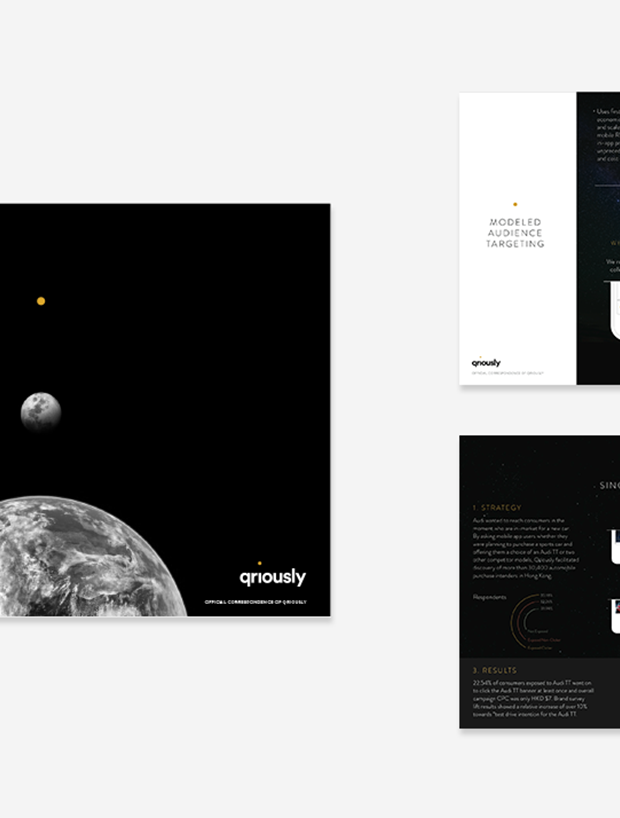 qriously
OFFICIAL CORRESPONDENCE OF QRIOUSLY
MODELED
AUDIENCE
TARGETING
qriously
OFFICIAL CORRESPONDENCE OF QRIOUSLY
Uses
and
mobile
in-app
and
We
1. STRATEGY
Audi wanted to reach consumers in the
moment who are in-market for a new car.
By asking mobile app users whether they
were planning to purchase a sports car and
offering them a choice of an Audi TT or two
other competitor models, Qriously facilitated
discovery of more than 30,400 automobile
purchase intenders in Hong Kong.
Respondents
3. RESULTS
22.54% of consumers exposed to Audi TT went on
to click the Audi TT banner at least once and overall
campaign CPC was only HKD $7. Brand survey
lift results showed a relative increase of over 10%
towards "test drive intention for the Audi TT.